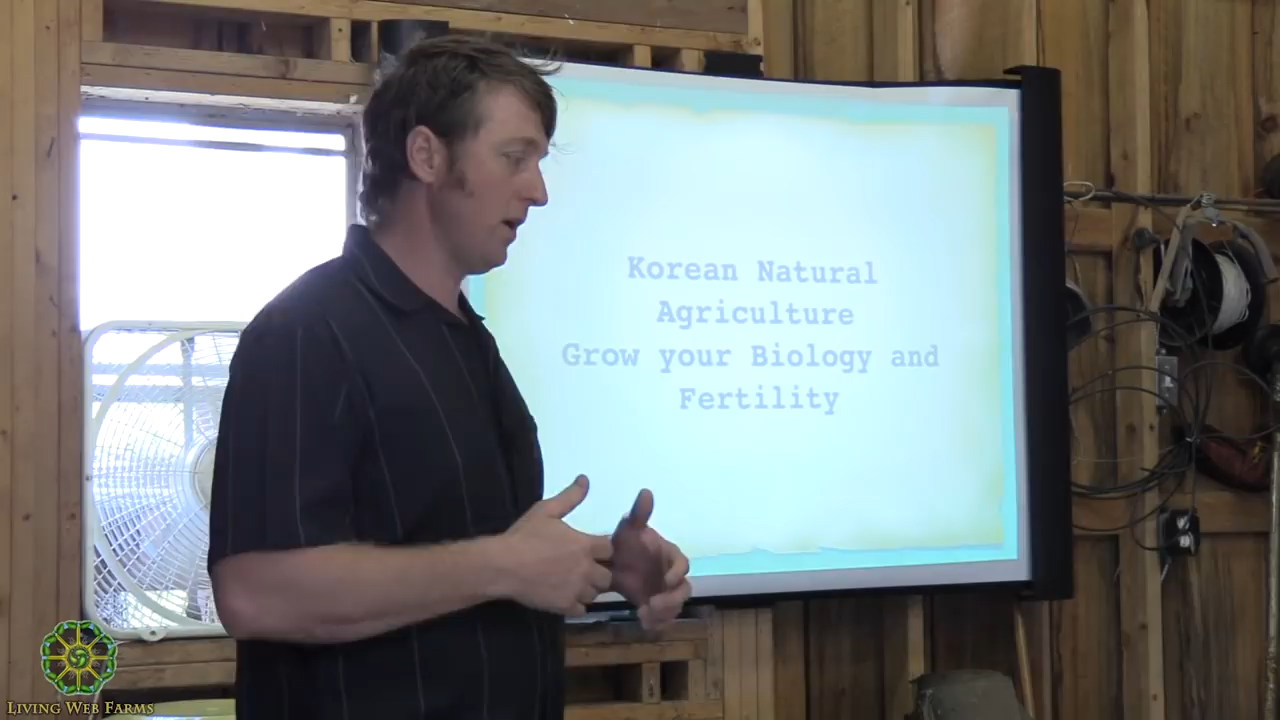 Korean Natural
Agriculture
Grow your Biology and
Fertility
LIVING WEB FARMS